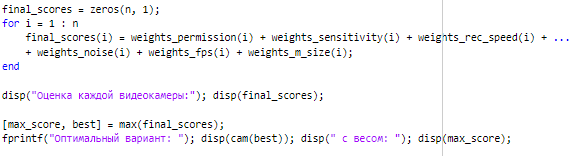 final_scores = zeros(n, 1);
for i = 1 : n
final_scores(i) = weights_permission(i) + weights_sensitivity(i) + weights_rec_speed(i) + ...
+ weights_noise(i) + weights_fps(i) + weights_m_size(i);
end
disp("Оценка каждой видеокамеры:"); disp(final_scores);
[max_score, best] = max(final_scores);
fprintf("Оптимальный вариант: "); disp(cam(best)); disp(" с весом: "); disp(max_score);